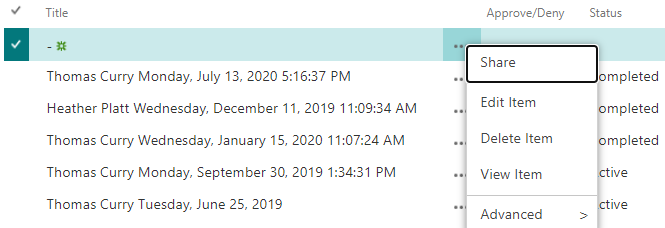 Title Approve/Deny Status
-
Share
Thomas Curry Monday, July 13, 2020 5:16:37 PM ompleted
Edit Item
Heather Platt Wednesday, December 11, 2019 11:09:34 AM ompleted
Delete Item
Thomas Curry Wednesday, January 15, 2020 11:07:24 AM ompleted
View Item
Thomas Curry Monday, September 30, 2019 1:34:31 PM ctive
Thomas Curry Tuesday, June 25, 2019 ctive
Advanced >